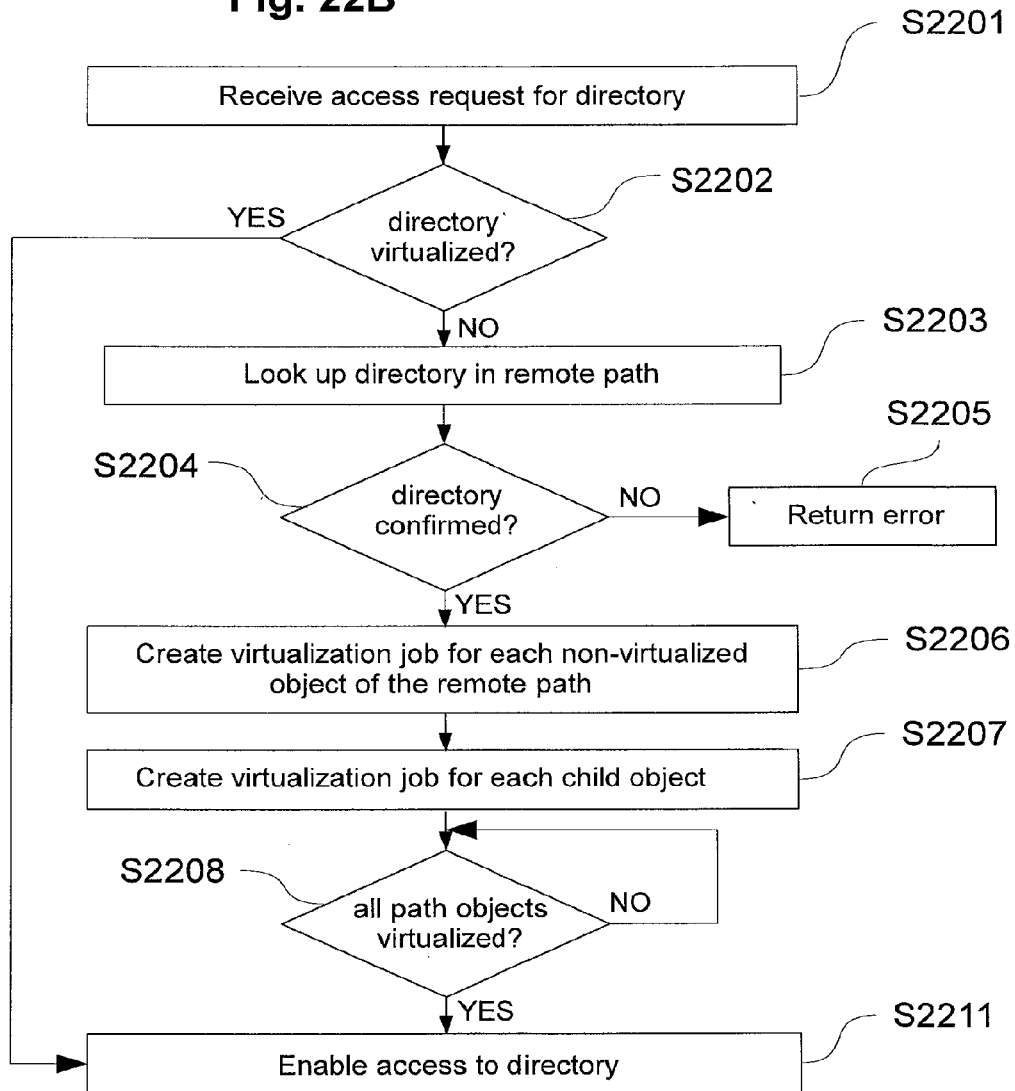 Fig. 22B
S2201
Receive access request for directory
S2202
YES
directory
virtualized?
NO
S2203
Look up directory in remote path
S2205
S2204
directory
confirmed?
NO
Return error
YES
S2206
Create virtualization job for each non-virtualized
object of the remote path
S2207
Create virtualization job for each child object
S2208
all path objects
virtualized?
NO
YES
S2211
Enable access to directory